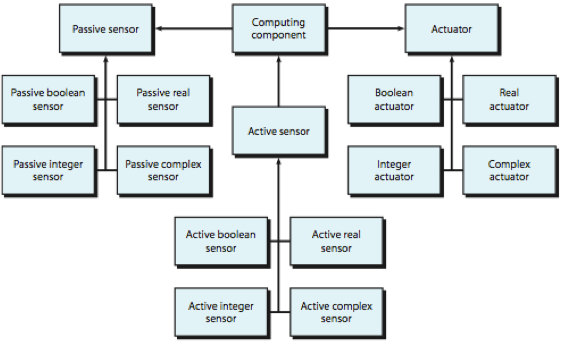 Passive sensor
Computing
component
Actuator
Passive boolean
sensor
Passive real
sensor
Boolean
actuator
Real
actuator
Active sensor
Passive integer
sensor
Passive complex
sensor
Integer
actuator
Complex
actuator
Active boolean
sensor
Active real
sensor
Active integer
sensor
Active complex
sensor